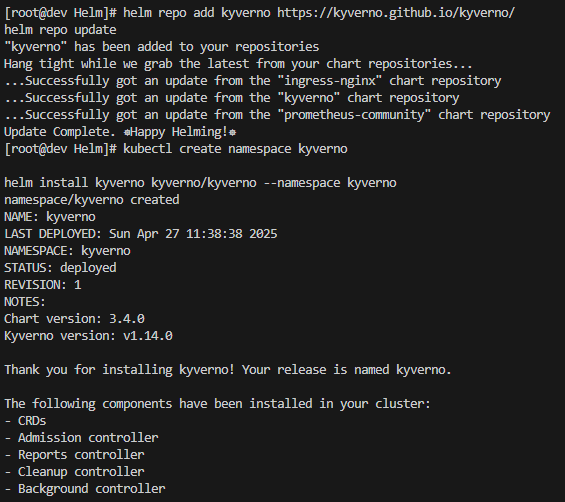 [root@dev Helm]# helm repo add kyverno https://kyverno.github.io/kyverno/
helm repo update
"kyverno" has been added to your repositories
Hang tight while we grab the latest from your chart repositories...
...Successfully got an update from the "ingress-nginx" chart repository
...Successfully got an update from the "kyverno" chart repository
...Successfully got an update from the "prometheus-community" chart repository
Update Complete. ⎈Happy Helming!⎈
[root@dev Helm]# kubectl create namespace kyverno
helm install kyverno kyverno/kyverno --namespace kyverno
namespace/kyverno created
NAME: kyverno
LAST DEPLOYED: Sun Apr 27 11:38:38 2025
NAMESPACE: kyverno
STATUS: deployed
REVISION: 1
NOTES:
Chart version: 3.4.0
Kyverno version: v1.14.0
Thank you for installing kyverno! Your release is named kyverno.
The following components have been installed in your cluster:
- CRDs
- Admission controller
- Reports controller
- Cleanup controller
- Background controller